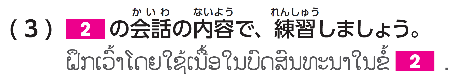 (３) 2 の会話の内容で、練習しましょう。
ຝຶກເວົ້າໂດຍໃຊ້ເນື້ອໃນບົດສົນທະນາໃນຂໍ້ 2 .